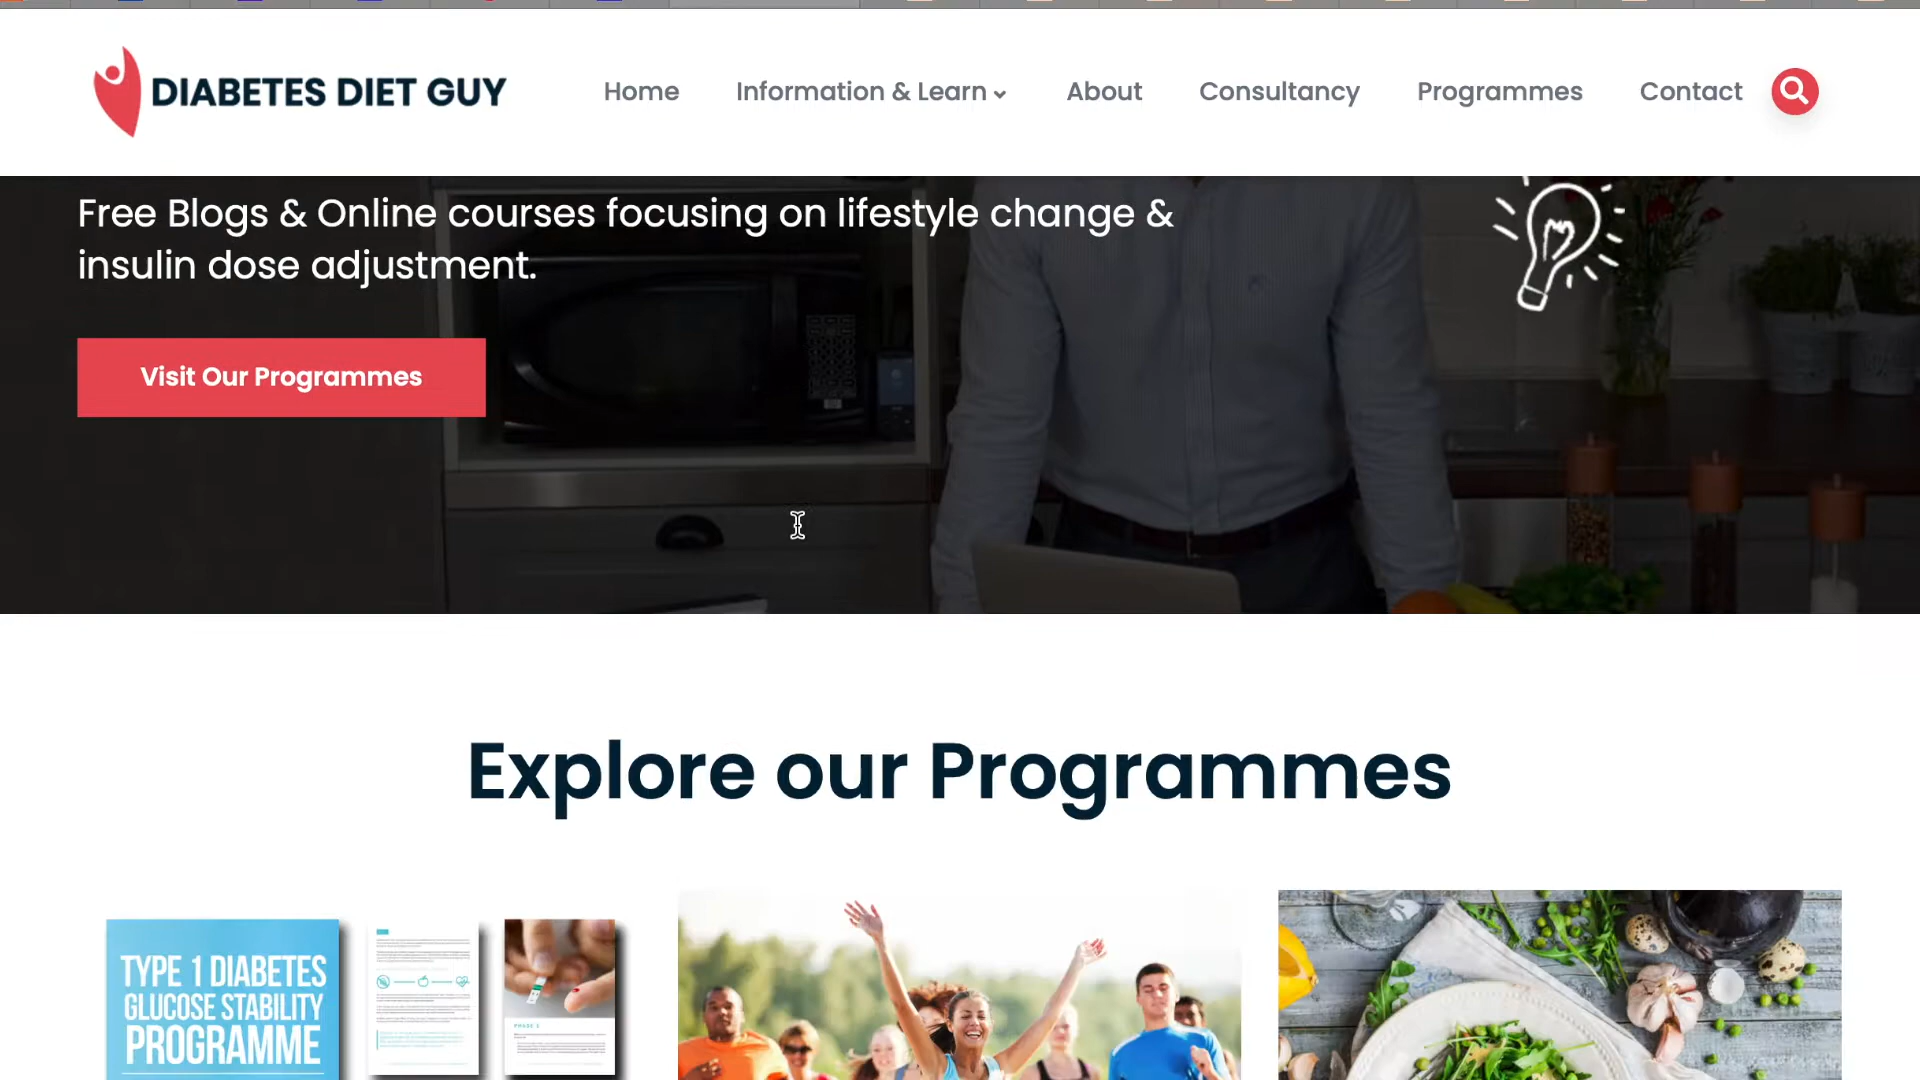 DIABETES DIET GUY
Home
Information & Learn
About
Consultancy
Programmes
Contact
Free Blogs & Online courses focusing on lifestyle change &
insulin dose adjustment.
Visit Our Programmes
Explore our Programmes
TYPE 1 DIABETES
GLUCOSE STABILITY
PROGRAMME